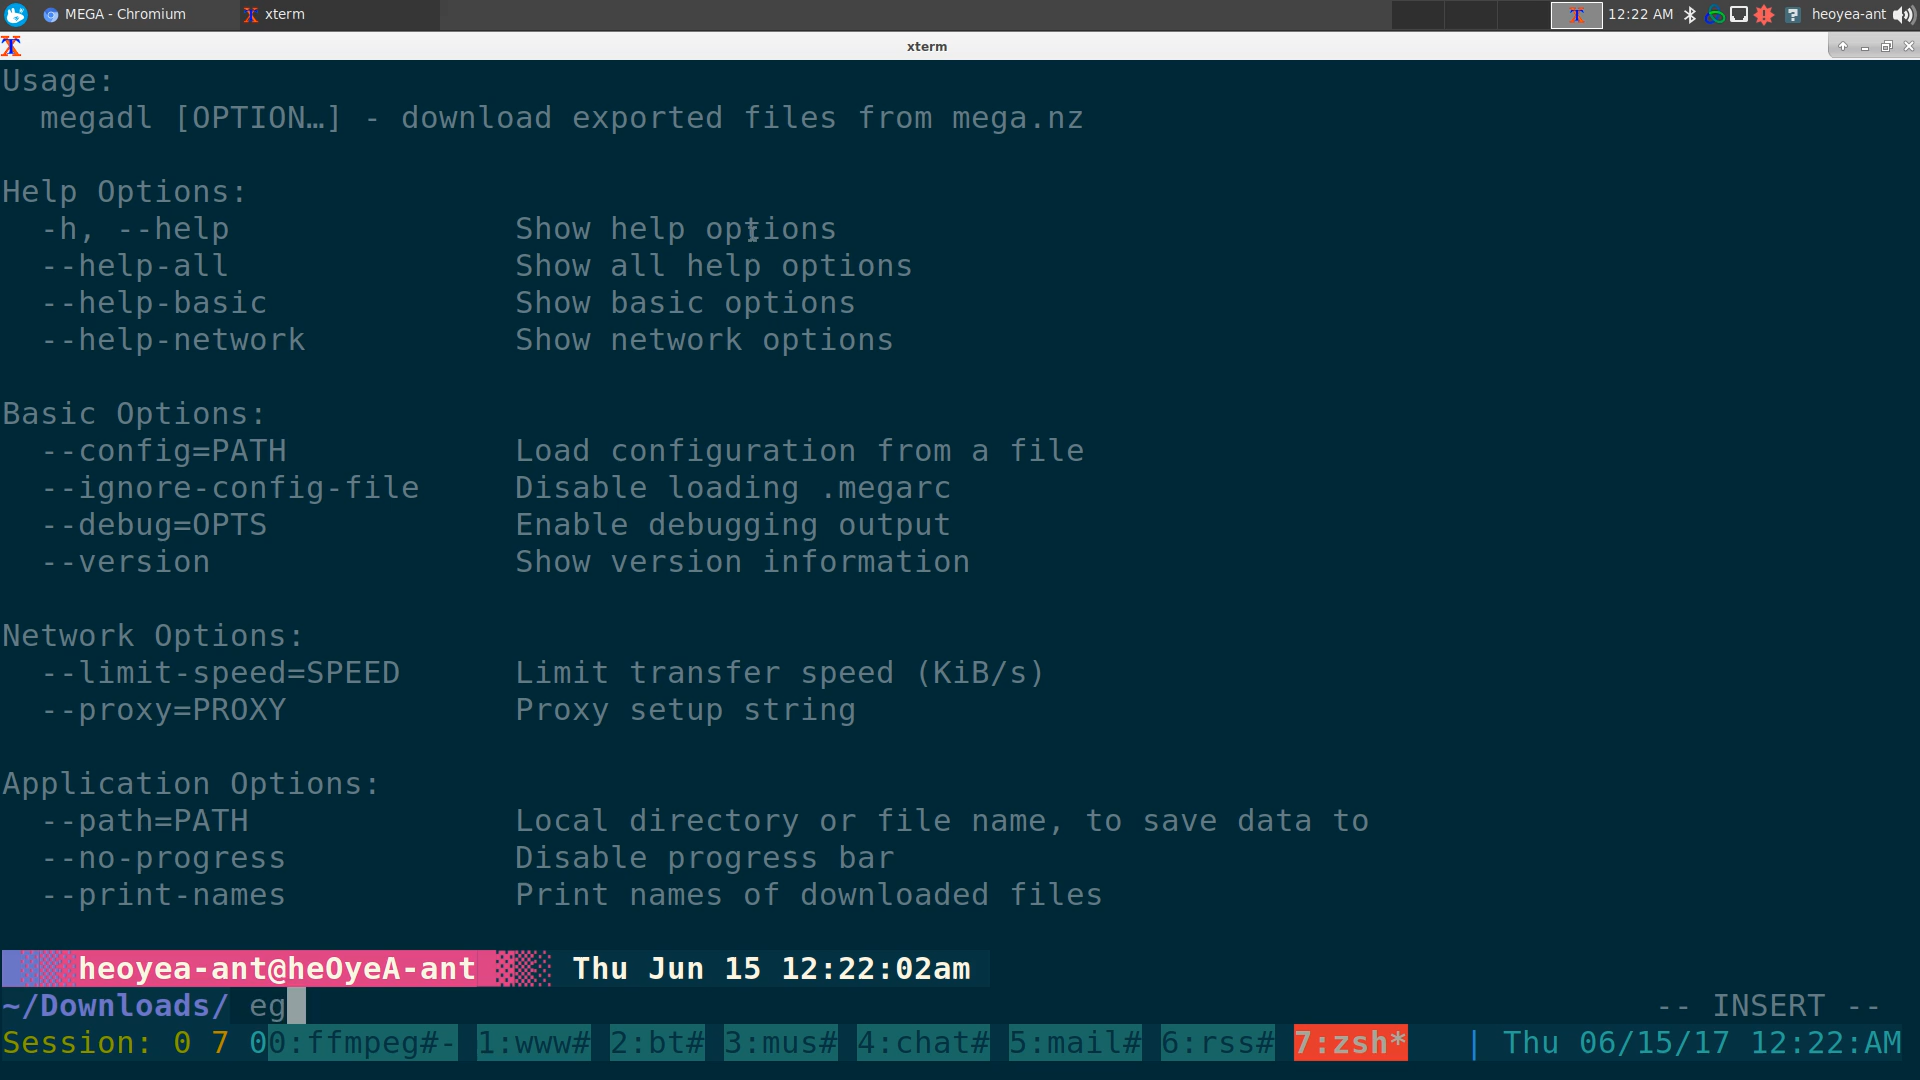 MEGA - Chromium xterm 12:22 AM heoyea-ant
xterm
Usage:
megadl [OPTION…] - download exported files from mega.nz
Help Options:
-h, --help Show help options
--help-all Show all help options
--help-basic Show basic options
--help-network Show network options
Basic Options:
--config=PATH Load configuration from a file
--ignore-config-file Disable loading .megarc
--debug=OPTS Enable debugging output
--version Show version information
Network Options:
--limit-speed=SPEED Limit transfer speed (KiB/s)
--proxy=PROXY Proxy setup string
Application Options:
--path=PATH Local directory or file name, to save data to
--no-progress Disable progress bar
--print-names Print names of downloaded files
heoyea-ant@heOyeA-ant Thu Jun 15 12:22:02am
~/Downloads/ eg -- INSERT --
Session: 0 7 00:ffmpeg#- 1:www# 2:bt# 3:mus# 4:chat# 5:mail# 6:rss# 7:zsh* | Thu 06/15/17 12:22:AM